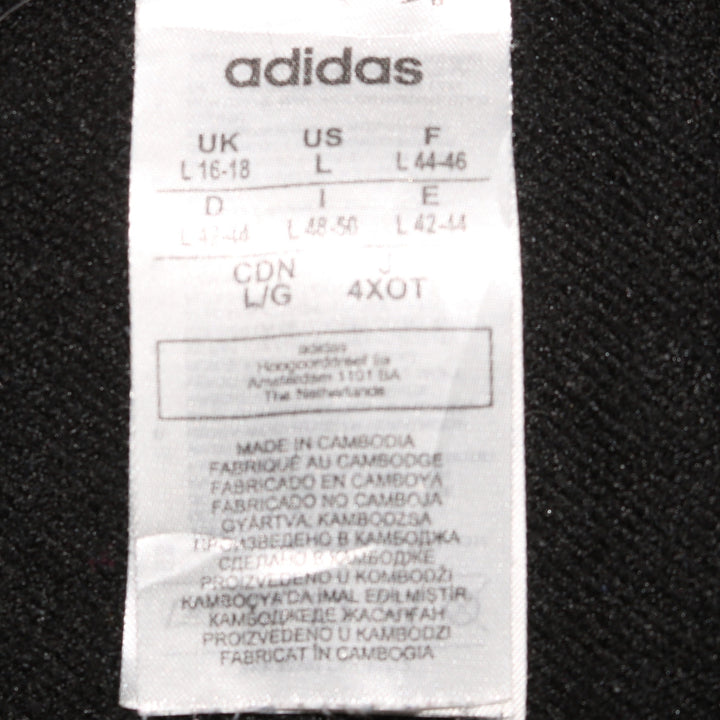 adidas
UK US F
L 16-18 L L 44-46
D I E
L 42-44 L 48-50 L 42-44
CDN J
L/G 4XOT
adidas
Hoogoorddreef 9a
Amsterdam 1101 BA
The Netherlands
MADE IN CAMBODIA
FABRIQUÉ AU CAMBODGE
FABRICADO EN CAMBOYA
FABRICADO NO CAMBOJA
GYÁRTVA: KAMBODZSA
ПРОИЗВЕДЕНО В КАМБОДЖА
СДЕЛАНО В КАМБОДЖЕ
PROIZVEDENO U KOMBODŽI
KAMBOÇYA'DA İMAL EDİLMİŞTİR
КАМБОДЖЕДЕ ЖАСАЛҒАН
PROIZVEDENO U KAMBODZI
FABRICAT ÎN CAMBOGIA